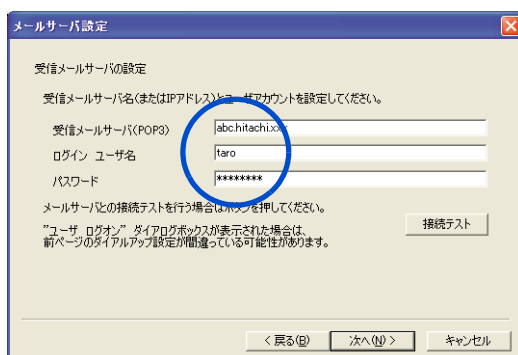 メールサーバ設定
受信メールサーバの設定
受信メールサーバ名(またはIPアドレス)とユーザアカウントを設定してください。
受信メールサーバ(POP3) abc.hitachi.xxx
ログイン ユーザ名 taro
パスワード ********
メールサーバとの接続テストを行う場合はボタンを押してください。
"ユーザ ログオン" ダイアログボックスが表示された場合は、
前ページのダイアルアップ設定が間違っている可能性があります。
接続テスト
< 戻る(B) 次へ(N) > キャンセル